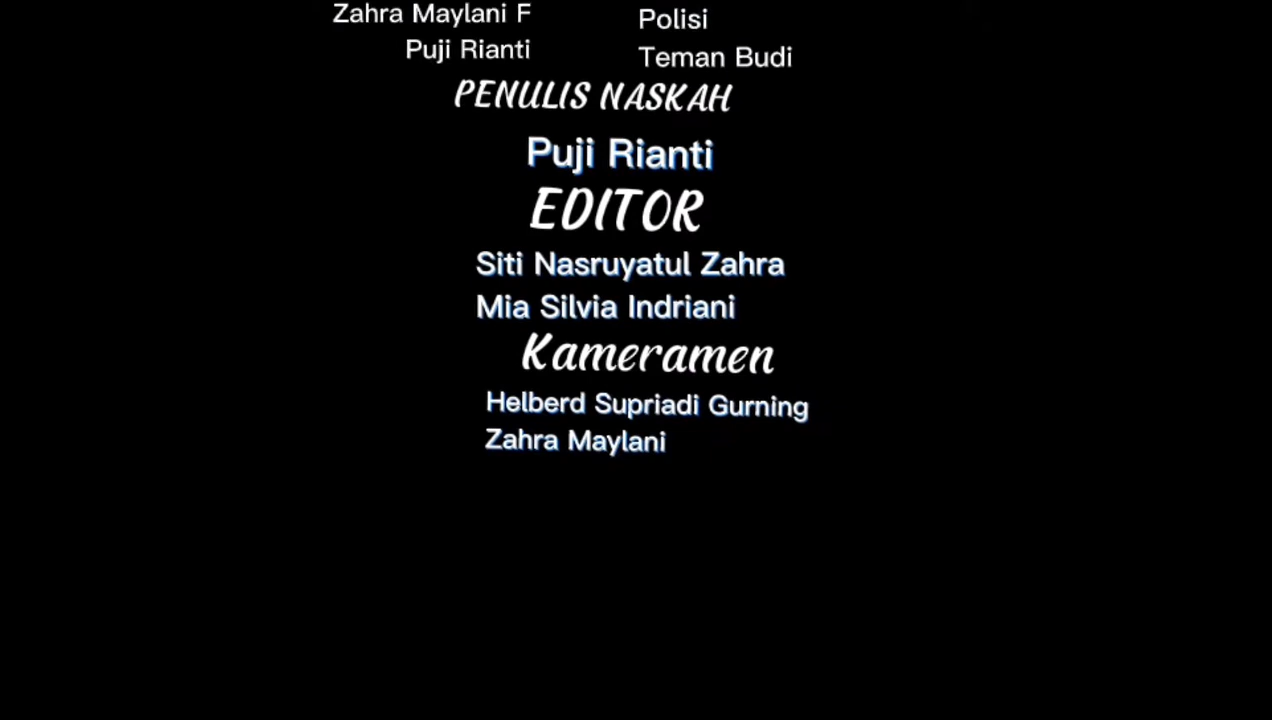 Zahra Maylani F Polisi
Puji Rianti Teman Budi
PENULIS NASKAH
Puji Rianti
EDITOR
Siti Nasruyatul Zahra
Mia Silvia Indriani
Kameramen
Helberd Supriadi Gurning
Zahra Maylani